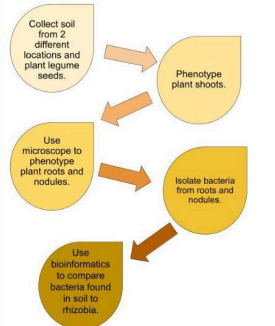 Collect soil
from 2
different
locations and
plant legume
seeds.
Phenotype
plant shoots.
Use
microscope to
phenotype
plant roots and
nodules.
Isolate bacteria
from roots and
nodules.
Use
bioinformatics
to compare
bacteria found
in soil to
rhizobia.